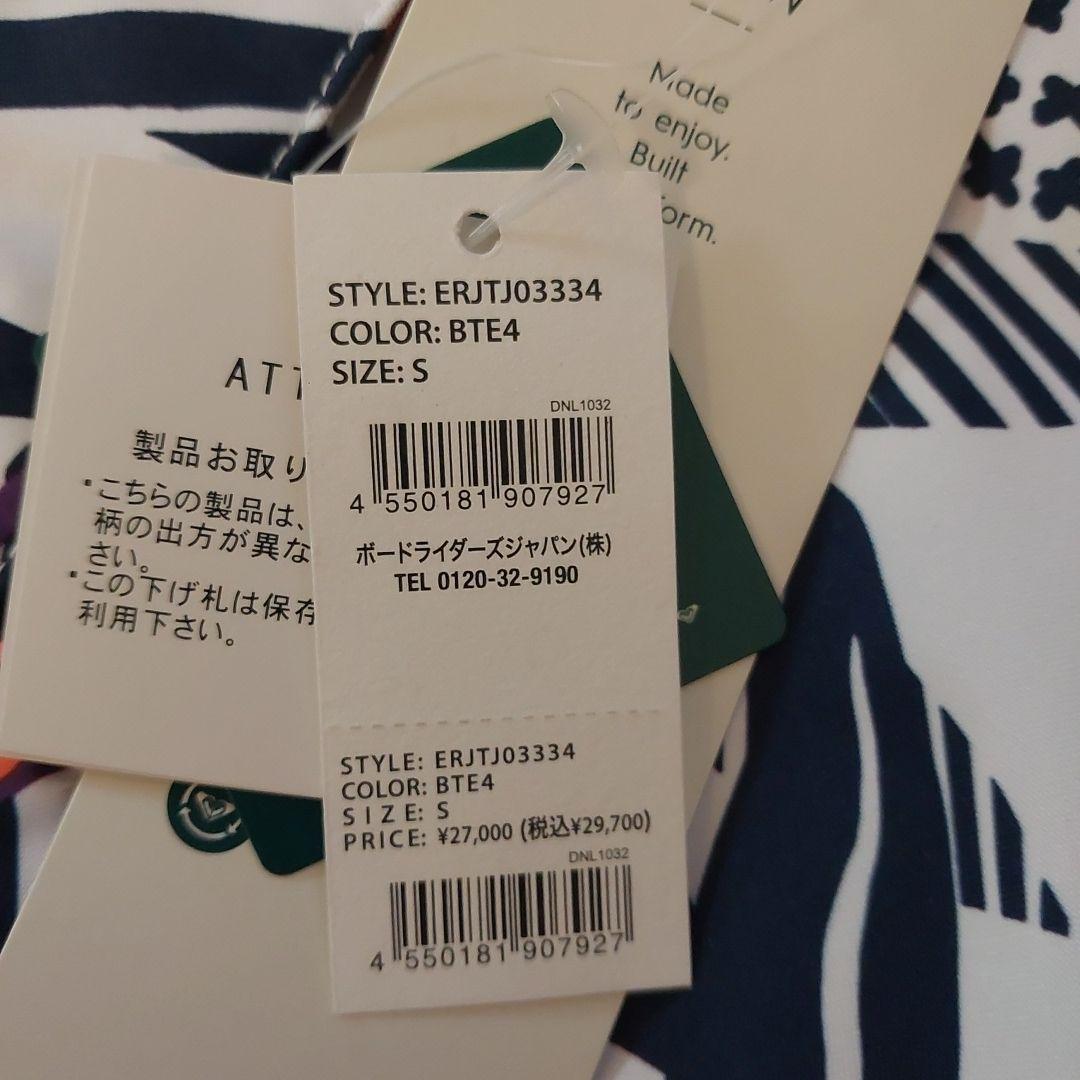 Made
to enjoy.
Built
form.
STYLE: ERJTJ03334
COLOR: BTE4
SIZE: S
DNL1032
4 550181 907927
ボードライダーズジャパン(株)
TEL 0120-32-9190
STYLE: ERJTJ03334
COLOR: BTE4
SIZE: S
PRICE: ¥27,000 (税込¥29,700)
DNL1032
4 550181 907927
ATT
製品お取り
・こちらの製品は、
柄の出方が異な
さい。
・この下げ札は保存
利用下さい。